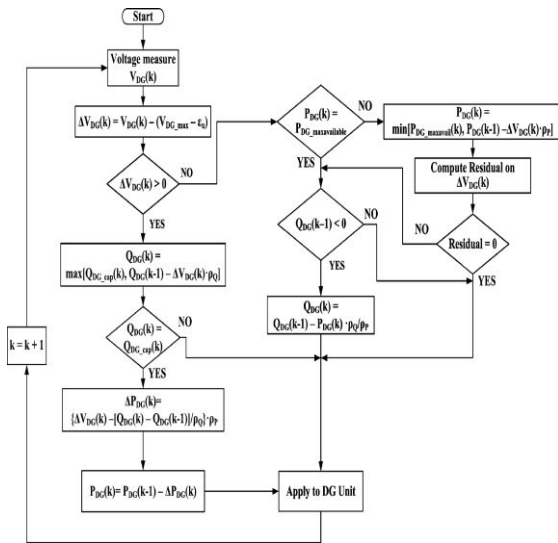 Start
Voltage measure
V_DG(k)
ΔV_DG(k) = V_DG(k) – (V_DG_max – ε_u)
ΔV_DG(k) > 0
NO
YES
Q_DG(k) =
max[Q_DG_cap(k), Q_DG(k-1) – ΔV_DG(k)·ρ_Q]
Q_DG(k) =
Q_DG_cap(k)
NO
YES
ΔP_DG(k)=
{ΔV_DG(k) –[Q_DG(k) – Q_DG(k-1)]/ρ_Q}·ρ_P
P_DG(k)= P_DG(k-1) – ΔP_DG(k)
k = k + 1
P_DG(k) =
P_DG_maxavailable
NO
YES
P_DG(k) =
min[P_DG_maxavail(k), P_DG(k-1) –ΔV_DG(k)·ρ_P]
Compute Residual on
ΔV_DG(k)
Residual = 0
NO
YES
Q_DG(k–1) < 0
NO
YES
Q_DG(k) =
Q_DG(k-1) – P_DG(k) ·ρ_Q/ρ_P
Apply to DG Unit